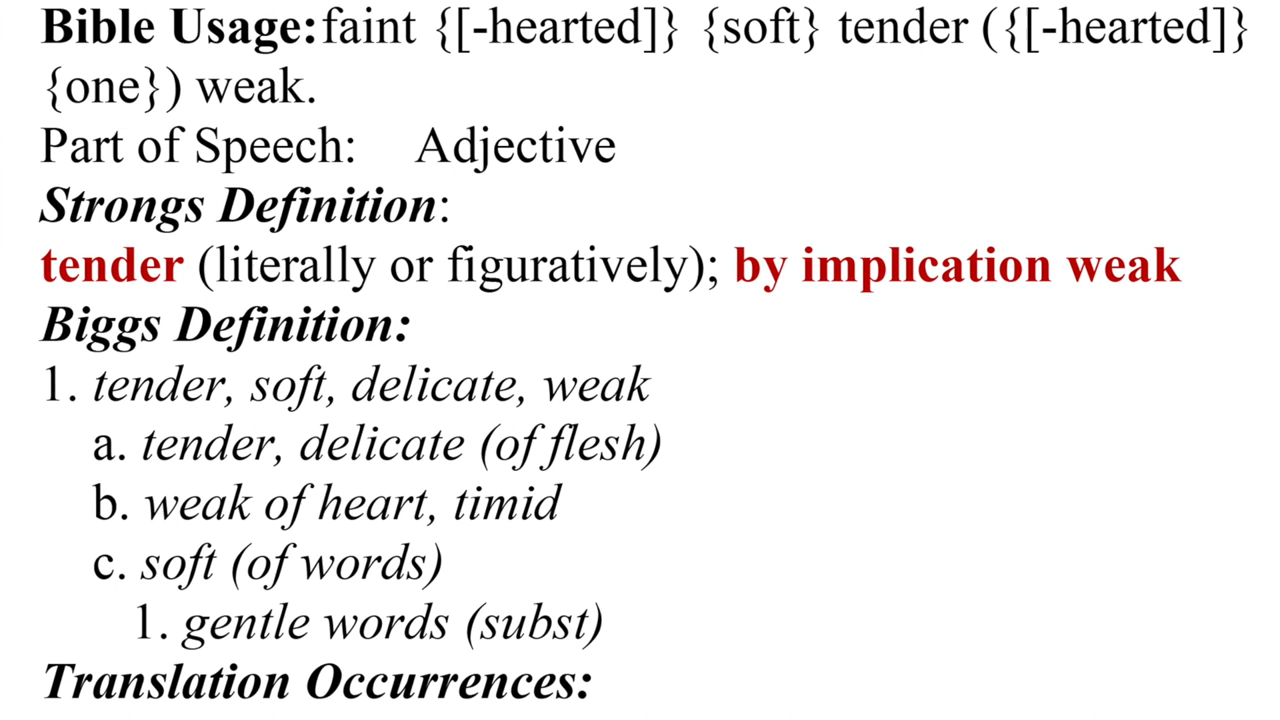 Bible Usage:faint {[-hearted]} {soft} tender ({[-hearted]}
{one}) weak.
Part of Speech: Adjective
Strongs Definition:
tender (literally or figuratively); by implication weak
Biggs Definition:
1. tender, soft, delicate, weak
a. tender, delicate (of flesh)
b. weak of heart, timid
c. soft (of words)
1. gentle words (subst)
Translation Occurrences: